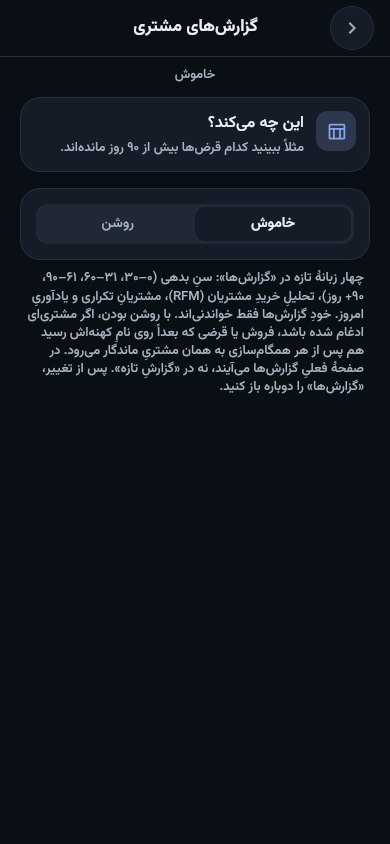 گزارش‌های مشتری
خاموش
این چه می‌کند؟
مثلاً ببینید کدام قرض‌ها بیش از ۹۰ روز مانده‌اند.
خاموش
روشن
چهار زبانهٔ تازه در «گزارش‌ها»: سنِ بدهی (۰–۳۰، ۳۱–۶۰، ۶۱–۹۰،
۹۰+ روز)، تحلیلِ خریدِ مشتریان (RFM)، مشتریانِ تکراری و یادآوریِ
امروز. خودِ گزارش‌ها فقط خواندنی‌اند. با روشن بودن، اگر مشتری‌ای
ادغام شده باشد، فروش یا قرضی که بعداً روی نامِ کهنه‌اش رسید
هم پس از هر همگام‌سازی به همان مشتریِ ماندگار می‌رود. در
صفحهٔ فعلیِ گزارش‌ها می‌آیند، نه در «گزارشِ تازه». پس از تغییر،
«گزارش‌ها» را دوباره باز کنید.